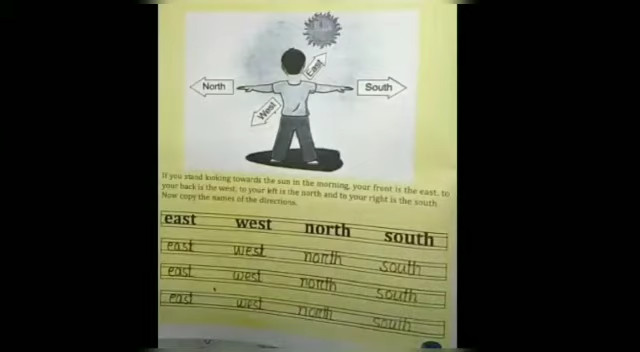 East
North
South
West
If you stand looking towards the sun in the morning, your front is the east, to
your back is the west, to your left is the north and to your right is the south
Now copy the names of the directions.
east west north south
east west north south
east west north south
east west north south